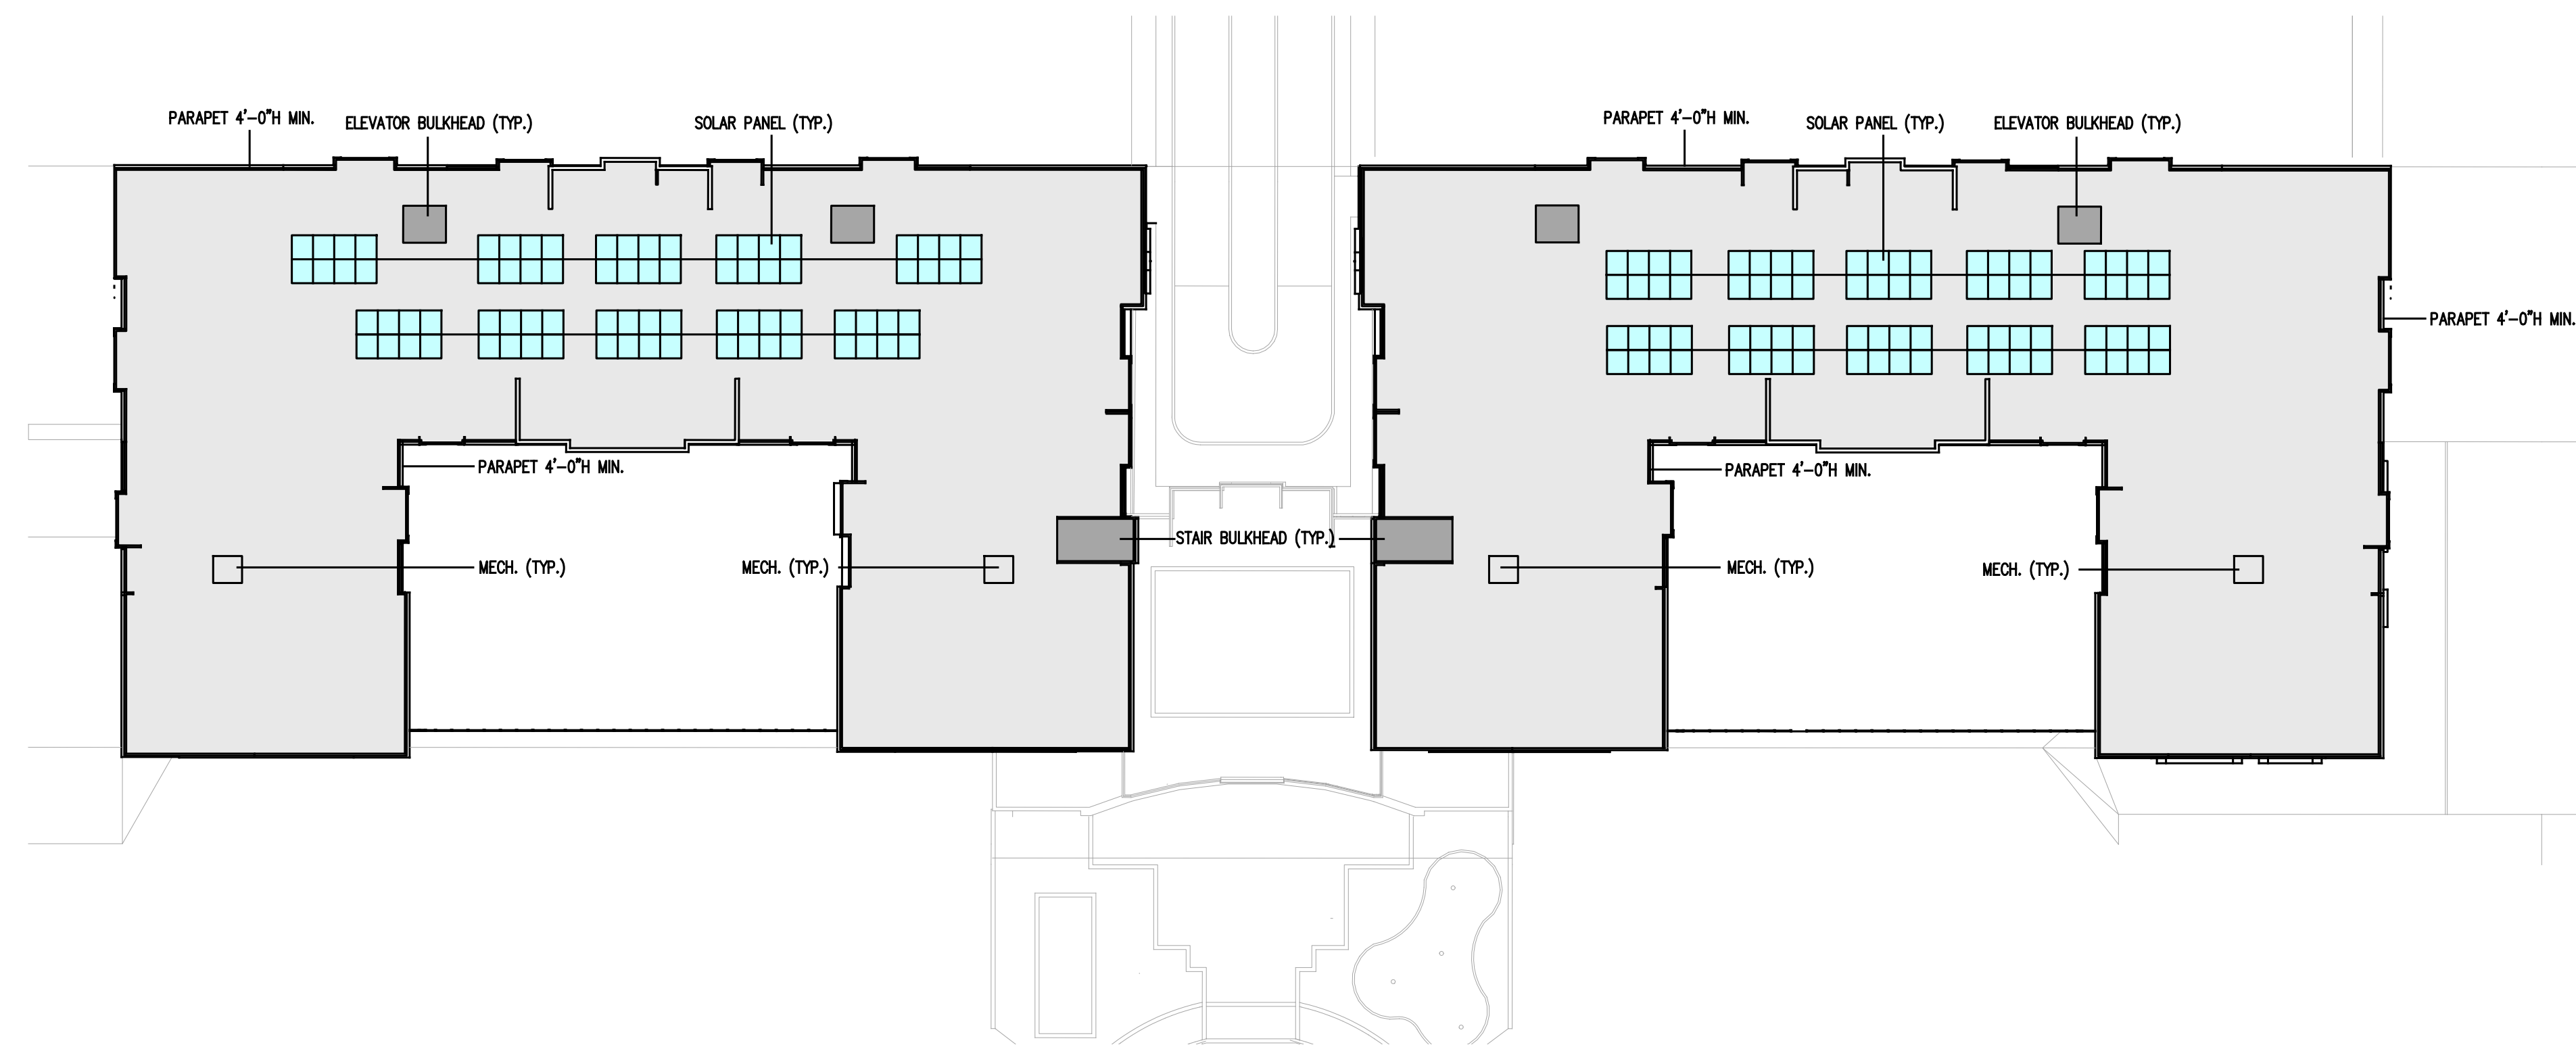 PARAPET 4'-0"H MIN.
ELEVATOR BULKHEAD (TYP.)
SOLAR PANEL (TYP.)
PARAPET 4'-0"H MIN.
SOLAR PANEL (TYP.)
ELEVATOR BULKHEAD (TYP.)
PARAPET 4'-0"H MIN.
PARAPET 4'-0"H MIN.
PARAPET 4'-0"H MIN.
STAIR BULKHEAD (TYP.)
MECH. (TYP.)
MECH. (TYP.)
MECH. (TYP.)
MECH. (TYP.)